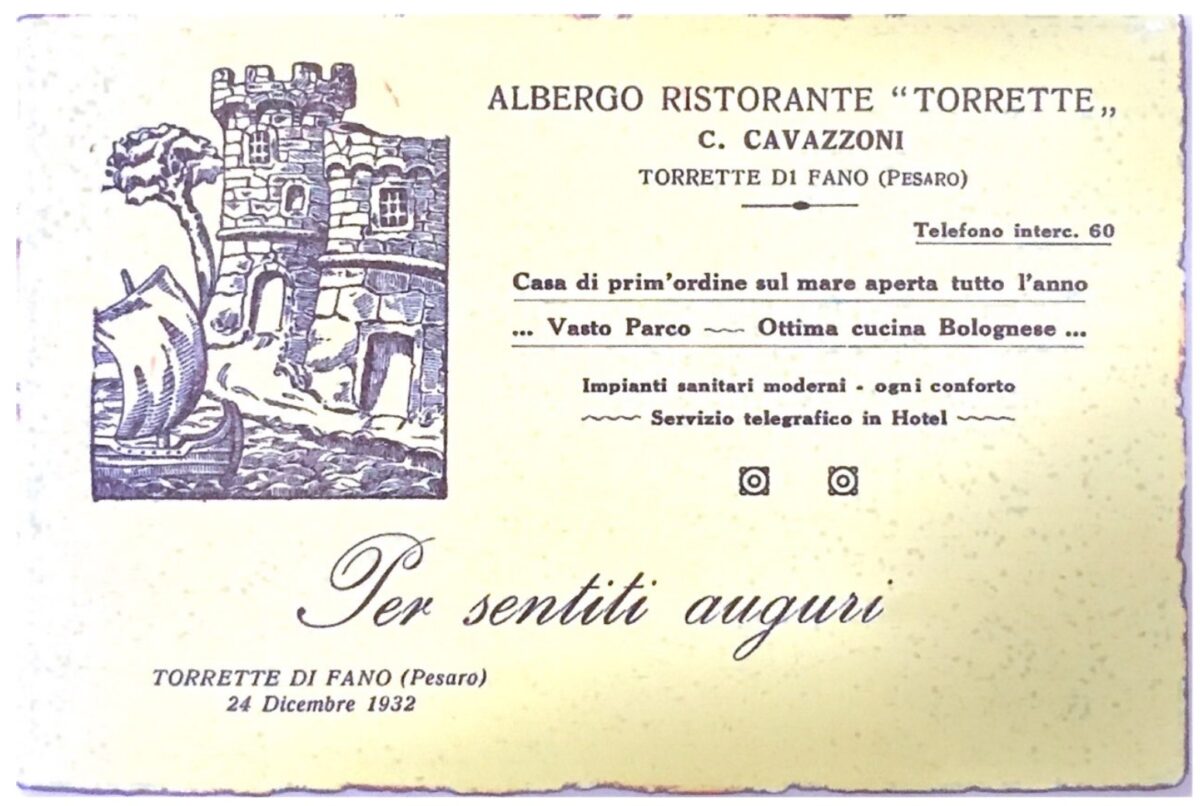 ALBERGO RISTORANTE “TORRETTE„
C. CAVAZZONI
TORRETTE D1 FANO (PESARO)
Telefono interc. 60
Casa di prim'ordine sul mare aperta tutto l'anno
... Vasto Parco ~ Ottima cucina Bolognese ...
Impianti sanitari moderni - ogni conforto
~ Servizio telegrafico in Hotel ~
Per sentiti auguri
TORRETTE DI FANO (Pesaro)
24 Dicembre 1932